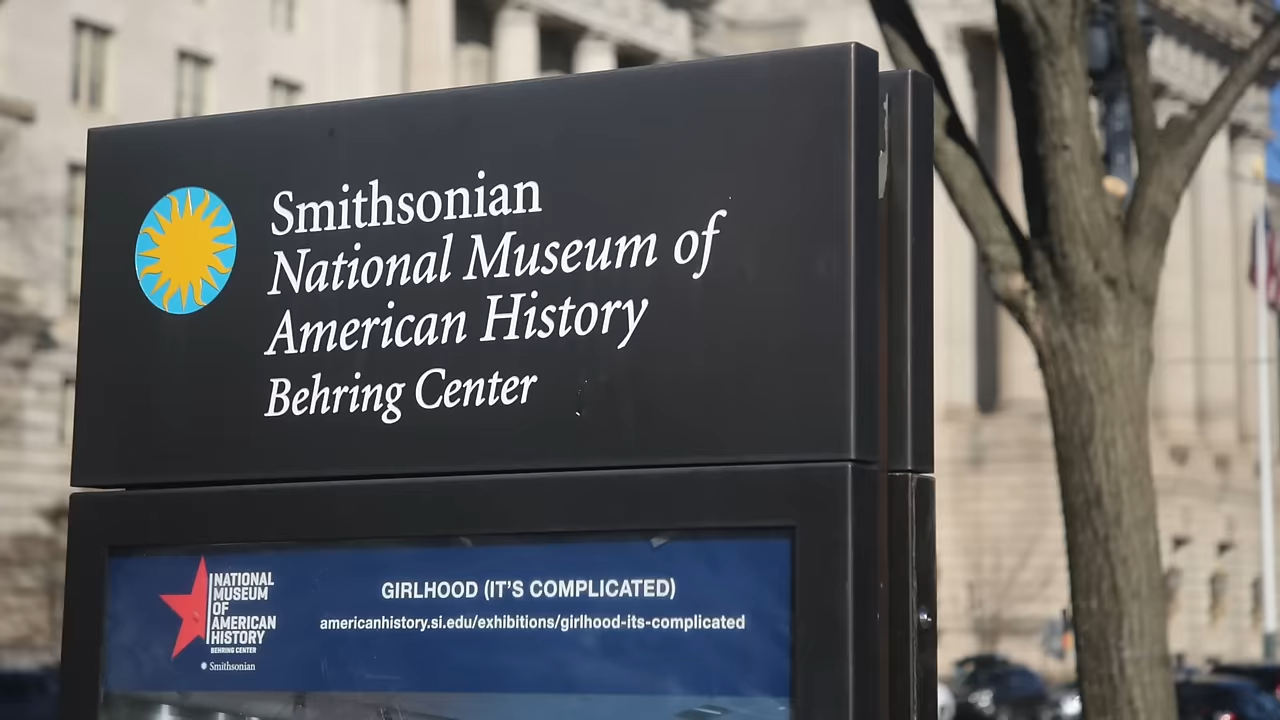 Smithsonian
National Museum of
American History
Behring Center
NATIONAL
MUSEUM
OF
AMERICAN
HISTORY
BEHRING CENTER
Smithsonian
GIRLHOOD (IT'S COMPLICATED)
americanhistory.si.edu/exhibitions/girlhood-its-complicated